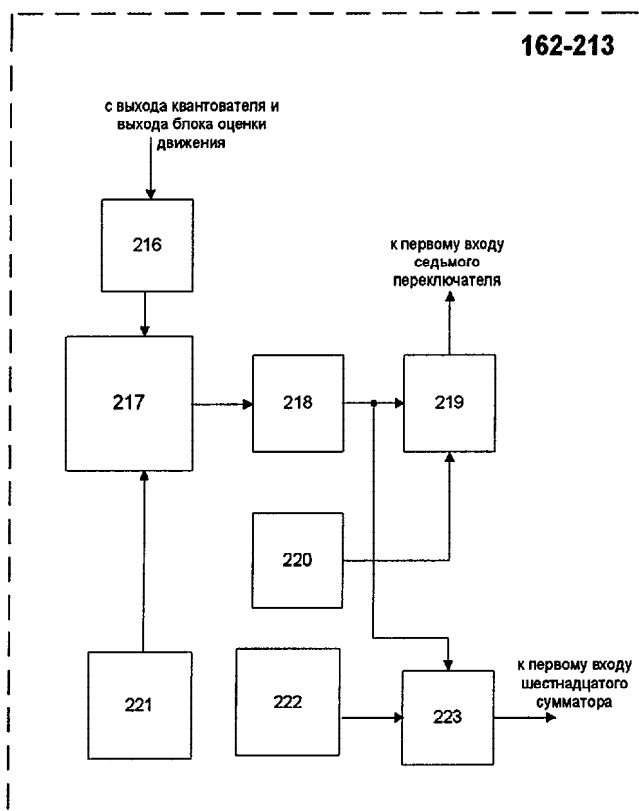 162-213
с выхода квантователя и
выхода блока оценки
движения
216
к первому входу
седьмого
переключателя
217
218
219
220
221
222
223
к первому входу
шестнадцатого
сумматора